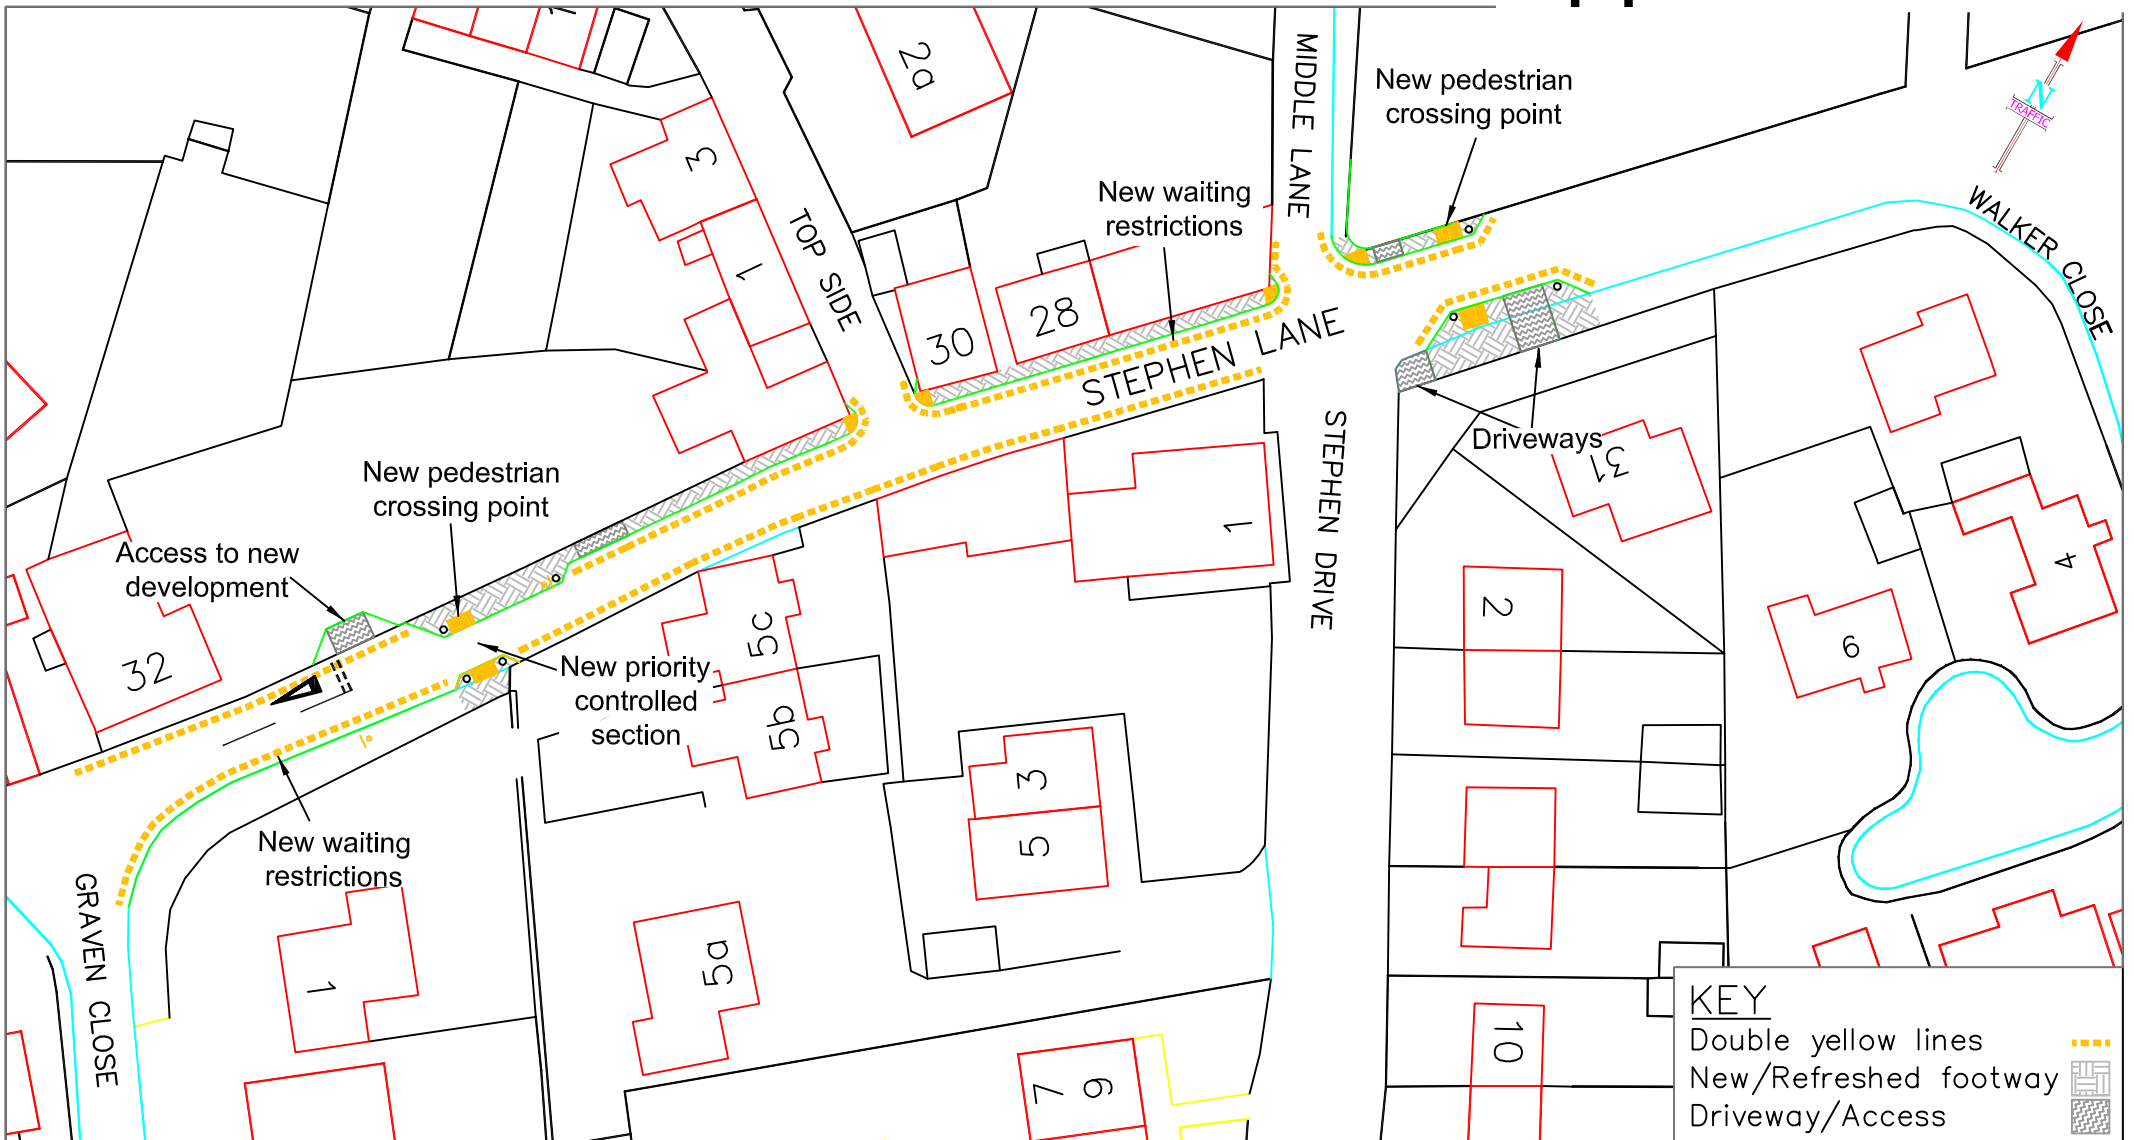 2a
MIDDLE LANE
New pedestrian
crossing point
N
TRAFFIC
3
TOP SIDE
1
New waiting
restrictions
WALKER CLOSE
30
28
STEPHEN LANE
STEPHEN DRIVE
Driveways
31
New pedestrian
crossing point
Access to new
development
32
New priority
controlled
section
5c
5b
1
2
4
6
3
5
New waiting
restrictions
GRAVEN CLOSE
1
5a
7
9
10
KEY
Double yellow lines
New/Refreshed footway
Driveway/Access